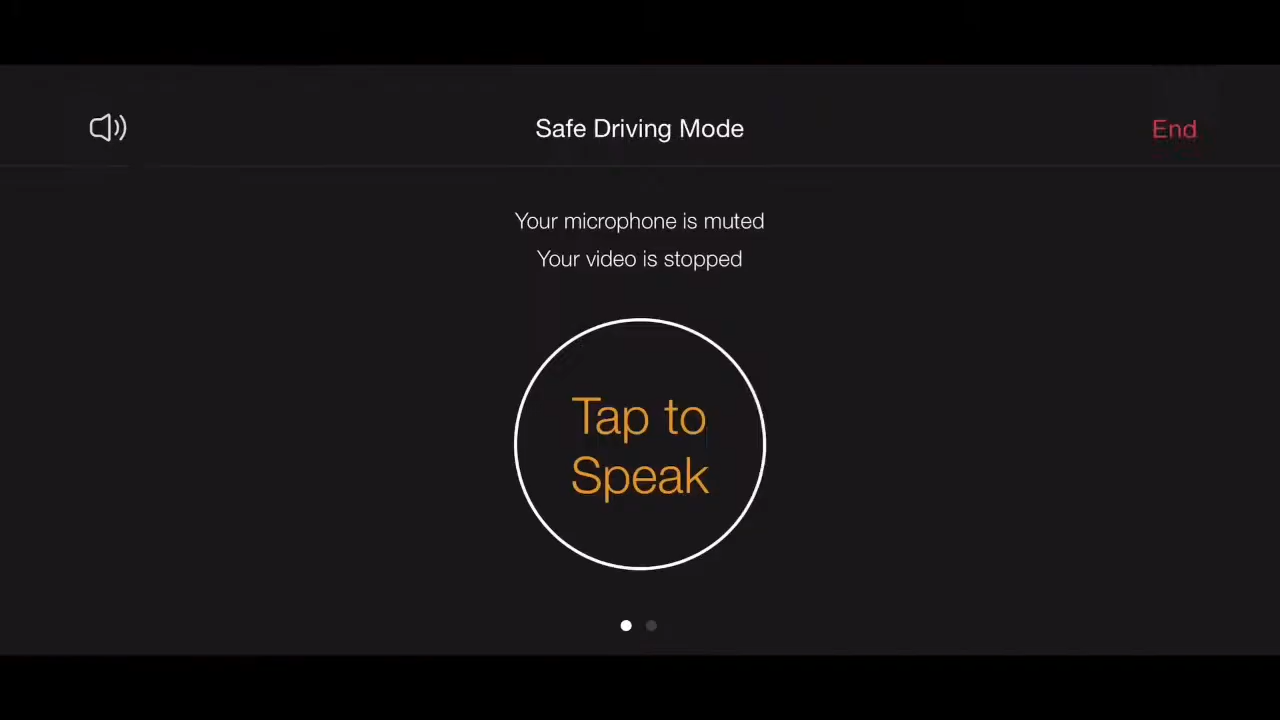 Safe Driving Mode
End
Your microphone is muted
Your video is stopped
Tap to
Speak